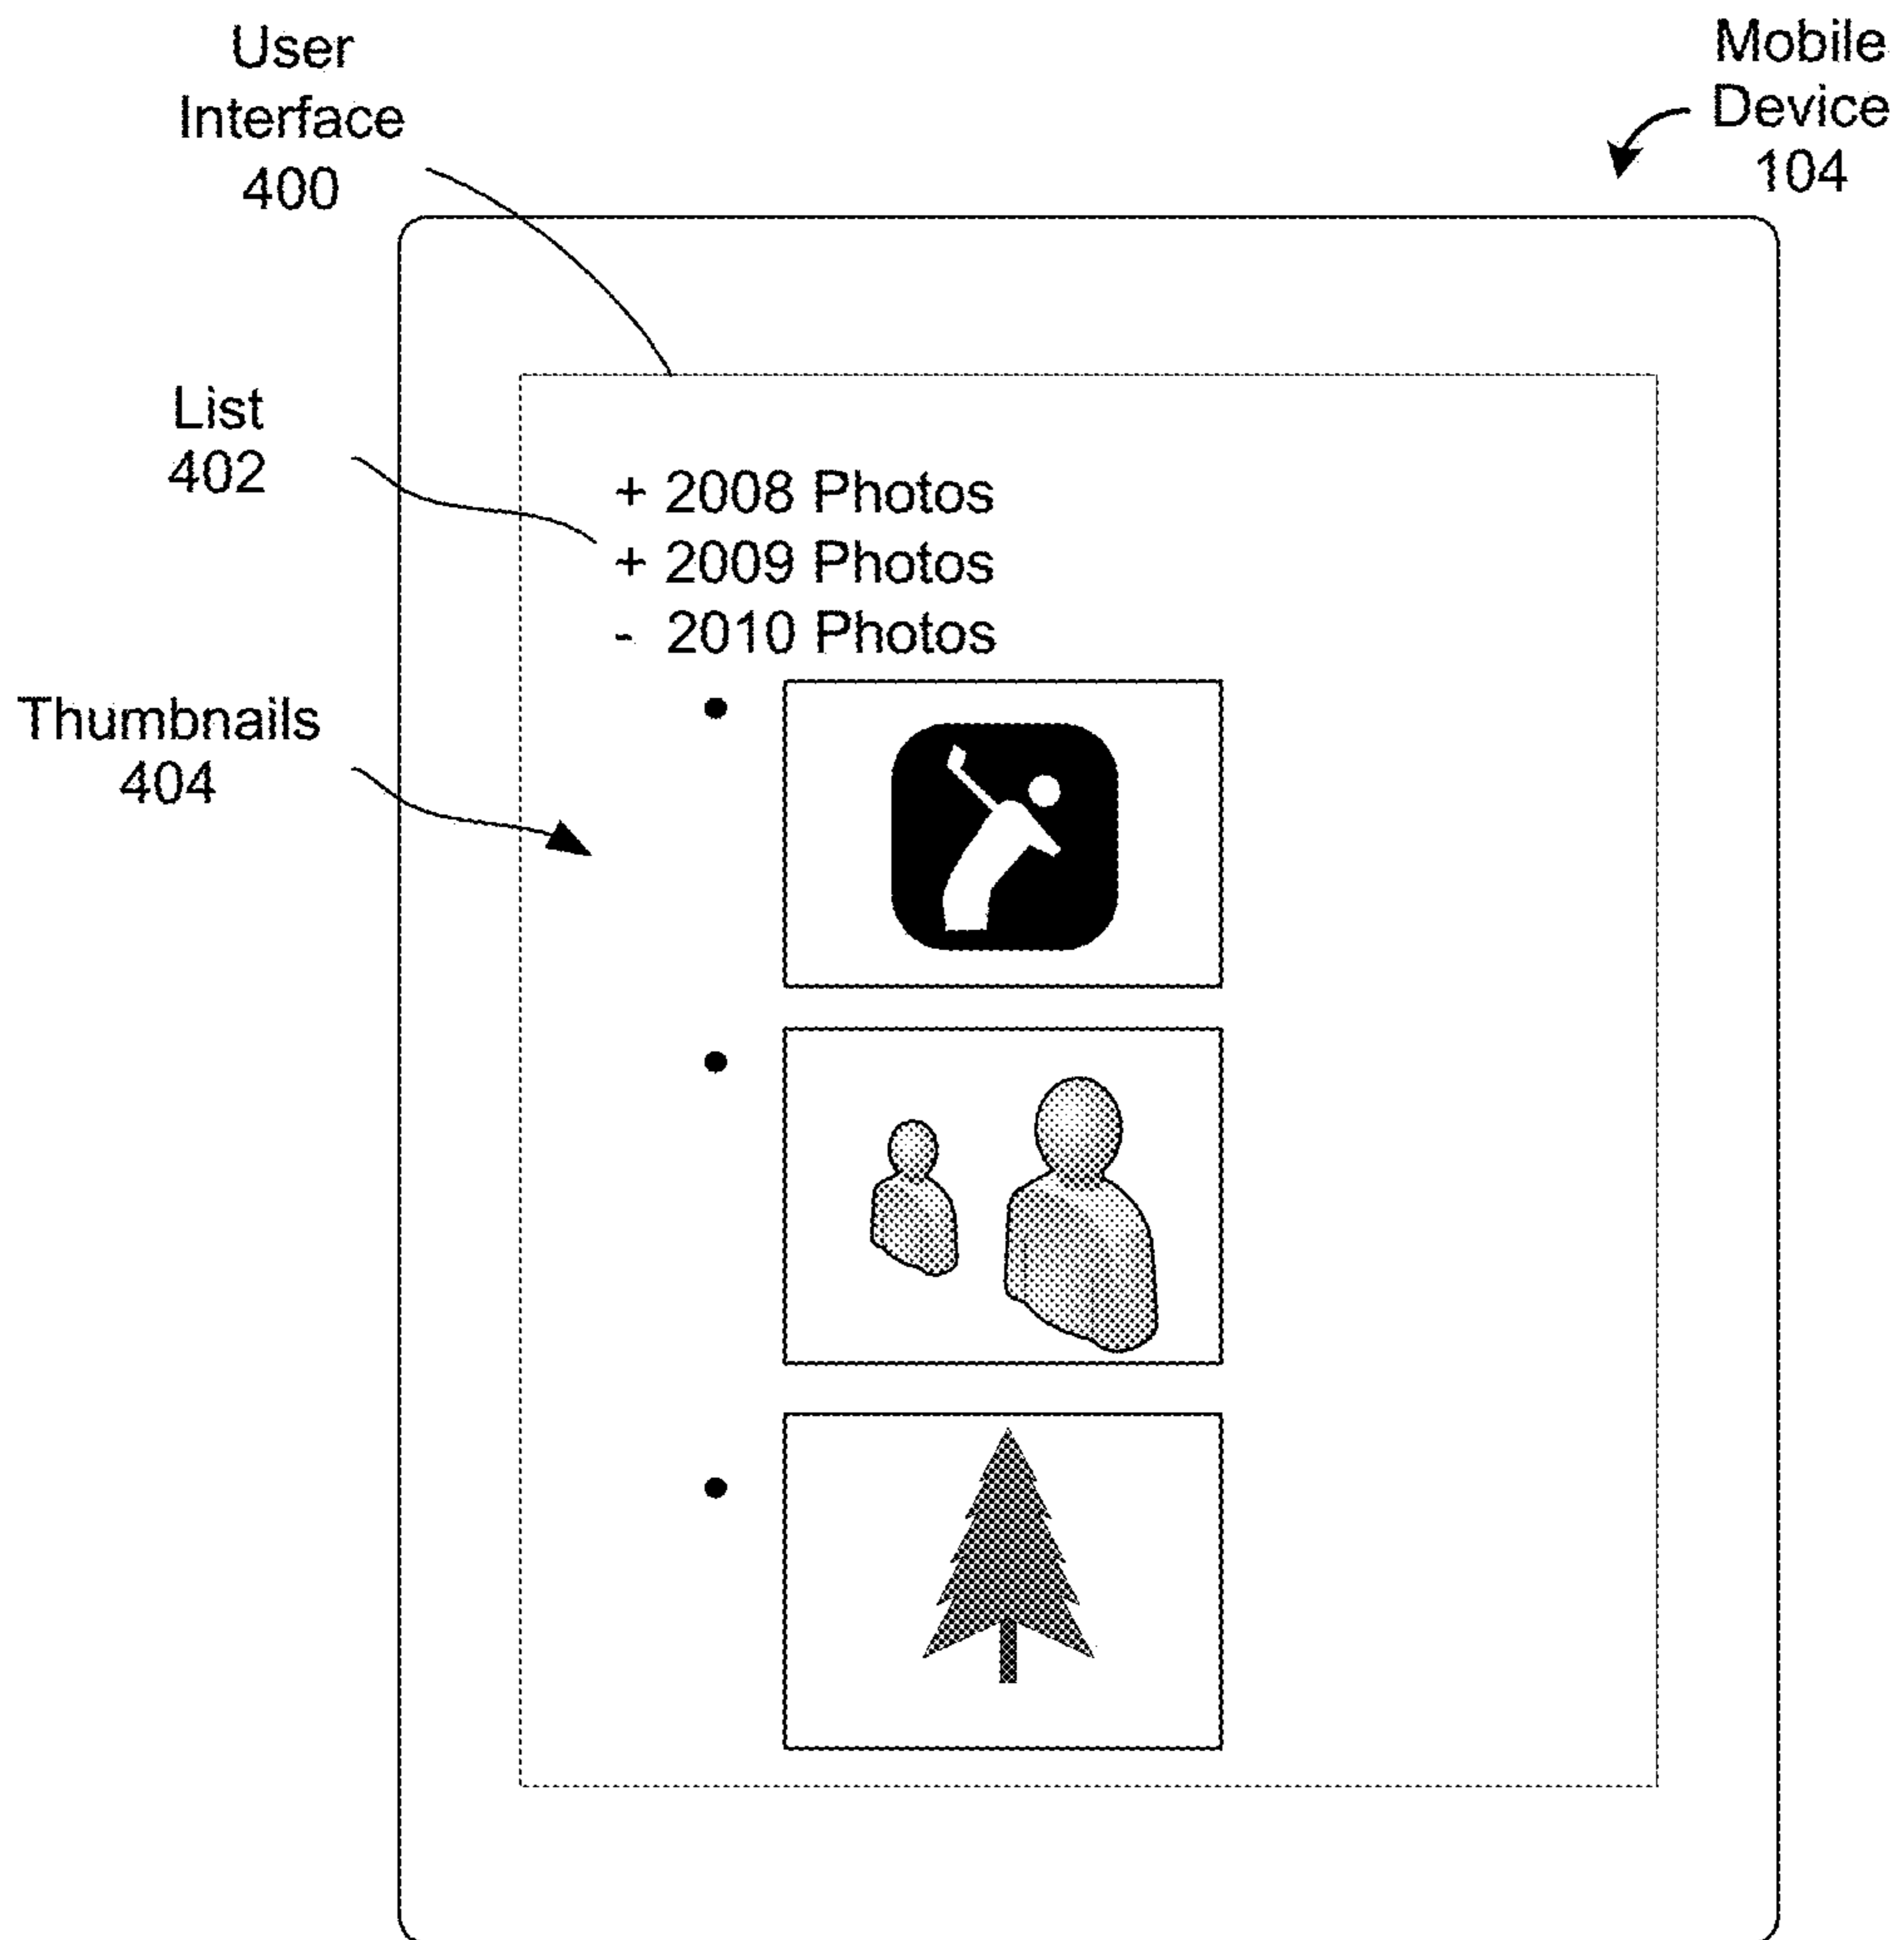 User
Interface
400
Mobile
Device
104
List
402
+ 2008 Photos
+ 2009 Photos
- 2010 Photos
Thumbnails
404